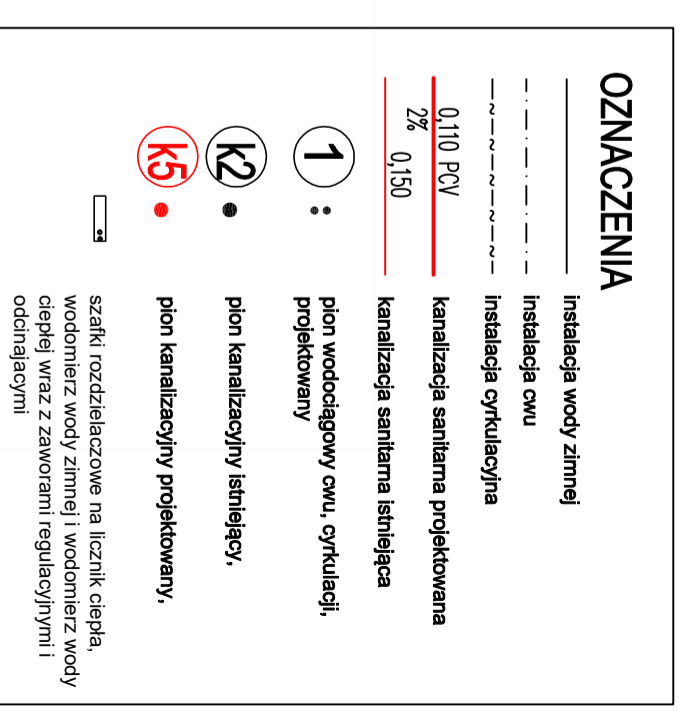 OZNACZENIA
instalacja wody zimnej
instalacja cwu
instalacja cyrkulacyjna
0,110 PCV
2%
kanalizacja sanitarna projektowana
0,150
kanalizacja sanitarna istniejąca
1
pion wodociągowy cwu, cyrkulacji,
projektowany
k2
pion kanalizacyjny istniejący,
k5
pion kanalizacyjny projektowany,
szafki rozdzielaczowe na licznik ciepła,
wodomierz wody zimnej i wodomierz wody
ciepłej wraz z zaworami regulacyjnymi i
odcinajacymi